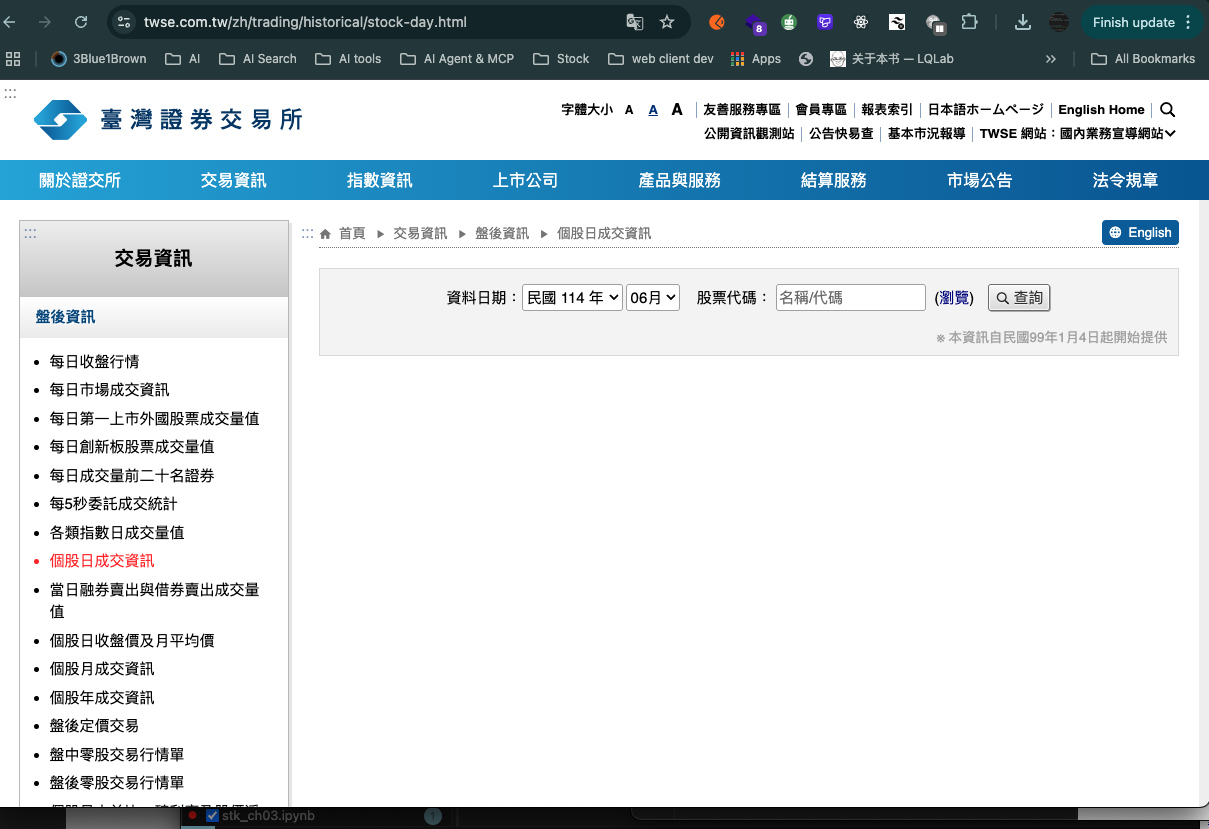 twse.com.tw/zh/trading/historical/stock-day.html
8
Finish update
3Blue1Brown
AI
AI Search
AI tools
AI Agent & MCP
Stock
web client dev
Apps
关于本书 — LQLab
»
All Bookmarks
:::
臺灣證券交易所
字體大小 A A A
友善服務專區 會員專區 報表索引 日本語ホームページ English Home
公開資訊觀測站 公告快易查 基本市況報導 TWSE 網站：國內業務宣導網站
關於證交所 交易資訊 指數資訊 上市公司 產品與服務 結算服務 市場公告 法令規章
:::
交易資訊
盤後資訊
每日收盤行情
每日市場成交資訊
每日第一上市外國股票成交量值
每日創新板股票成交量值
每日成交量前二十名證券
每5秒委託成交統計
各類指數日成交量值
個股日成交資訊
當日融券賣出與借券賣出成交量
值
個股日收盤價及月平均價
個股月成交資訊
個股年成交資訊
盤後定價交易
盤中零股交易行情單
盤後零股交易行情單
::: 首頁 ▸ 交易資訊 ▸ 盤後資訊 ▸ 個股日成交資訊
English
資料日期： 民國 114 年 06月 股票代碼： 名稱/代碼 (瀏覽) 查詢
※ 本資訊自民國99年1月4日起開始提供
stk_ch03.ipynb
1